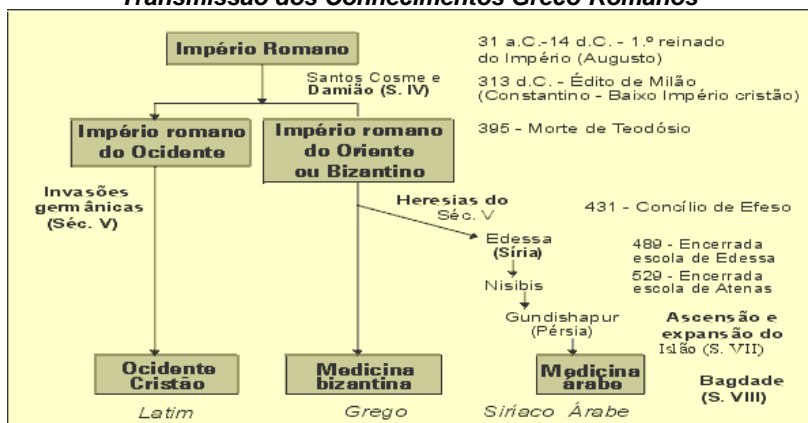 Transmissão dos Conhecimentos Greco Romanos
Império Romano
31 a.C.-14 d.C. - 1.º reinado
do Império (Augusto)
Santos Cosme e
Damião (S. IV)
313 d.C. - Édito de Milão
(Constantino - Baixo Império cristão)
Império romano
do Ocidente
Império romano
do Oriente
ou Bizantino
395 - Morte de Teodósio
Invasões
germânicas
(Séc. V)
Heresias do
Séc. V
431 - Concílio de Efeso
Edessa
(Síria)
489 - Encerrada
escola de Edessa
529 - Encerrada
escola de Atenas
Nisibis
Gundishapur
(Pérsia)
Ascensão e
expansão do
Islão (S. VII)
Ocidente
Cristão
Medicina
bizantina
Medicina
árabe
Bagdade
(S. VIII)
Latim
Grego
Siríaco Árabe